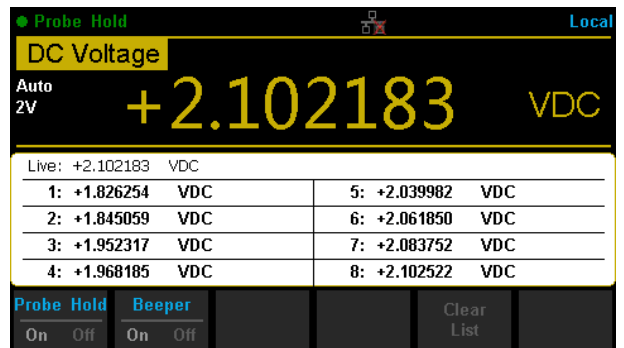 Probe Hold Local
DC Voltage
Auto
2V
+2.102183 VDC
Live: +2.102183 VDC
1: +1.826254 VDC 5: +2.039982 VDC
2: +1.845059 VDC 6: +2.061850 VDC
3: +1.952317 VDC 7: +2.083752 VDC
4: +1.968185 VDC 8: +2.102522 VDC
Probe Hold Beeper Clear
On Off On Off List